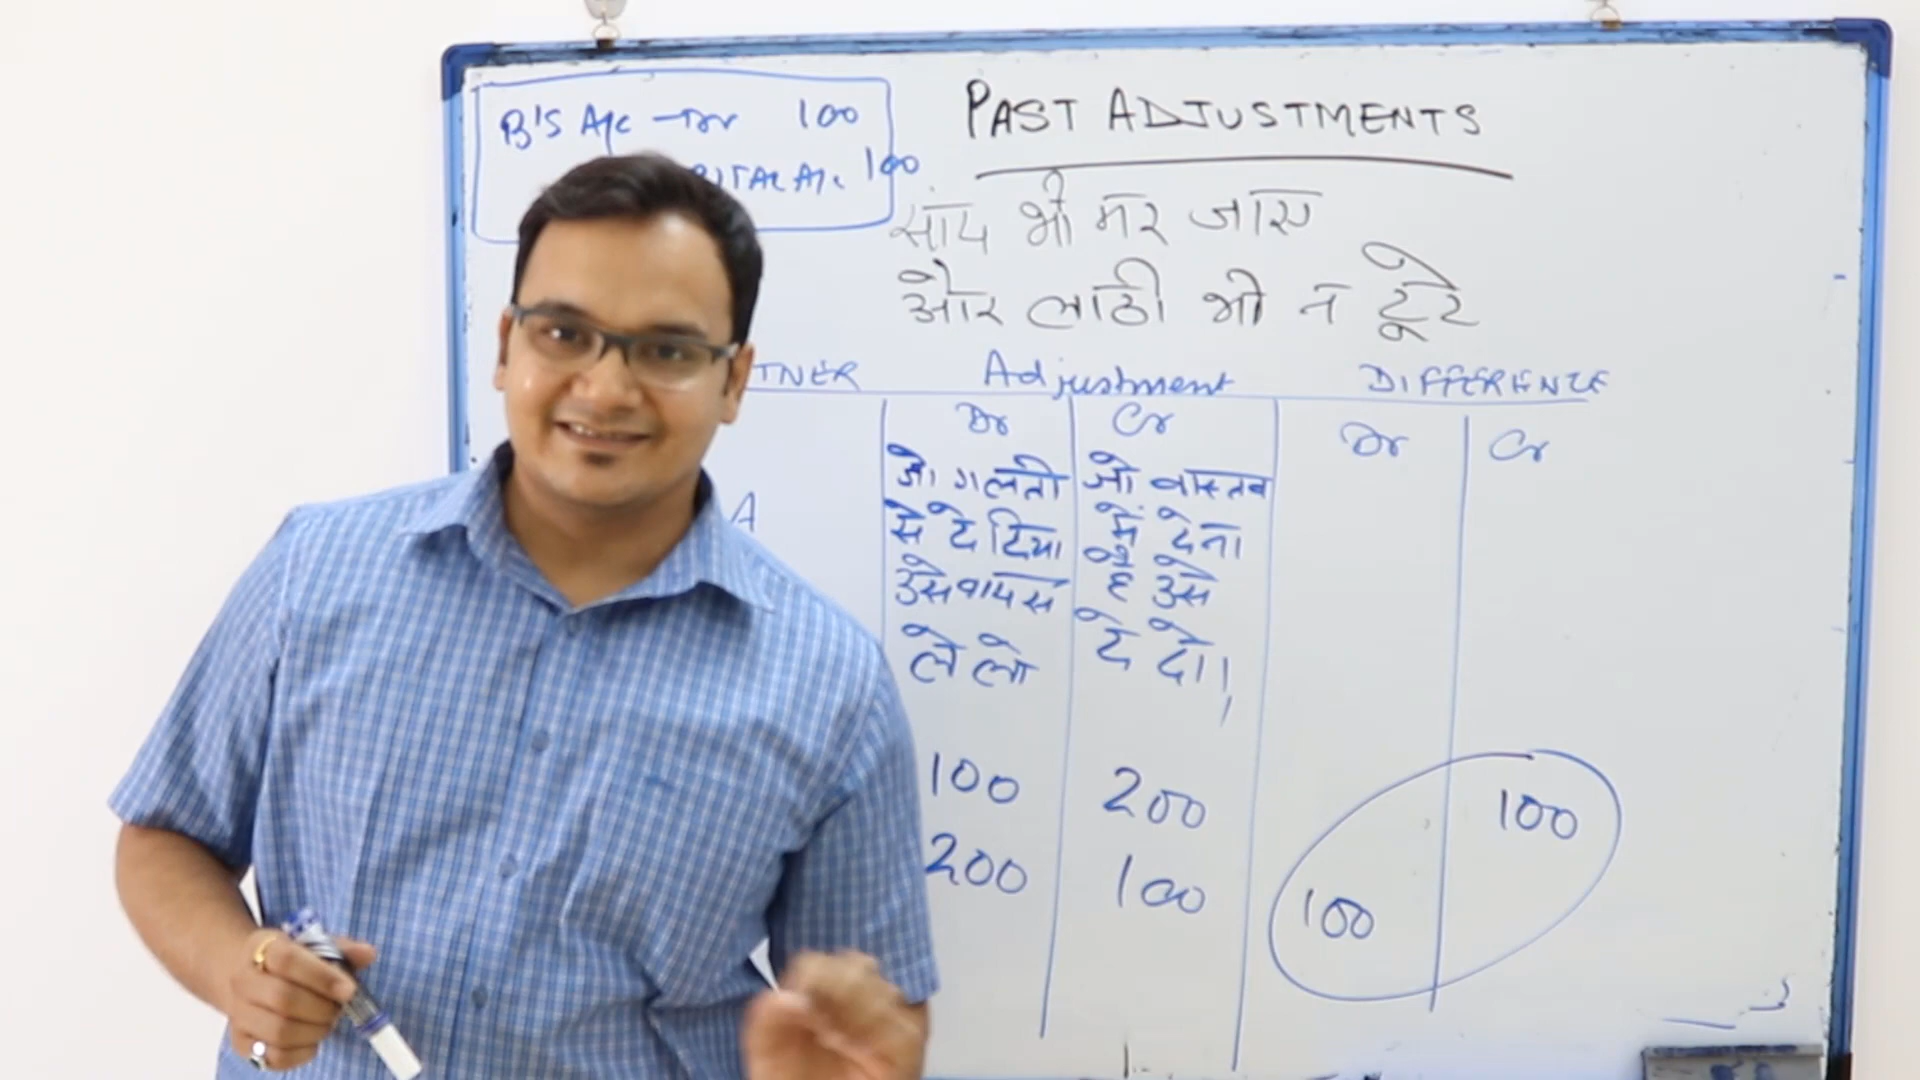 B'S A/c Dr 100
PITAL A/c 100
PAST ADJUSTMENTS
सांप भी मर जाए
और लाठी भी न टूटे
TNER Adjustment DIFFERENCE
Dr Cr Dr Cr
जो गलती जो वास्तव
A से दे दिया में देना
उसे वापस है उसे
ले लो दे दो।
100 200 100
200 100 100